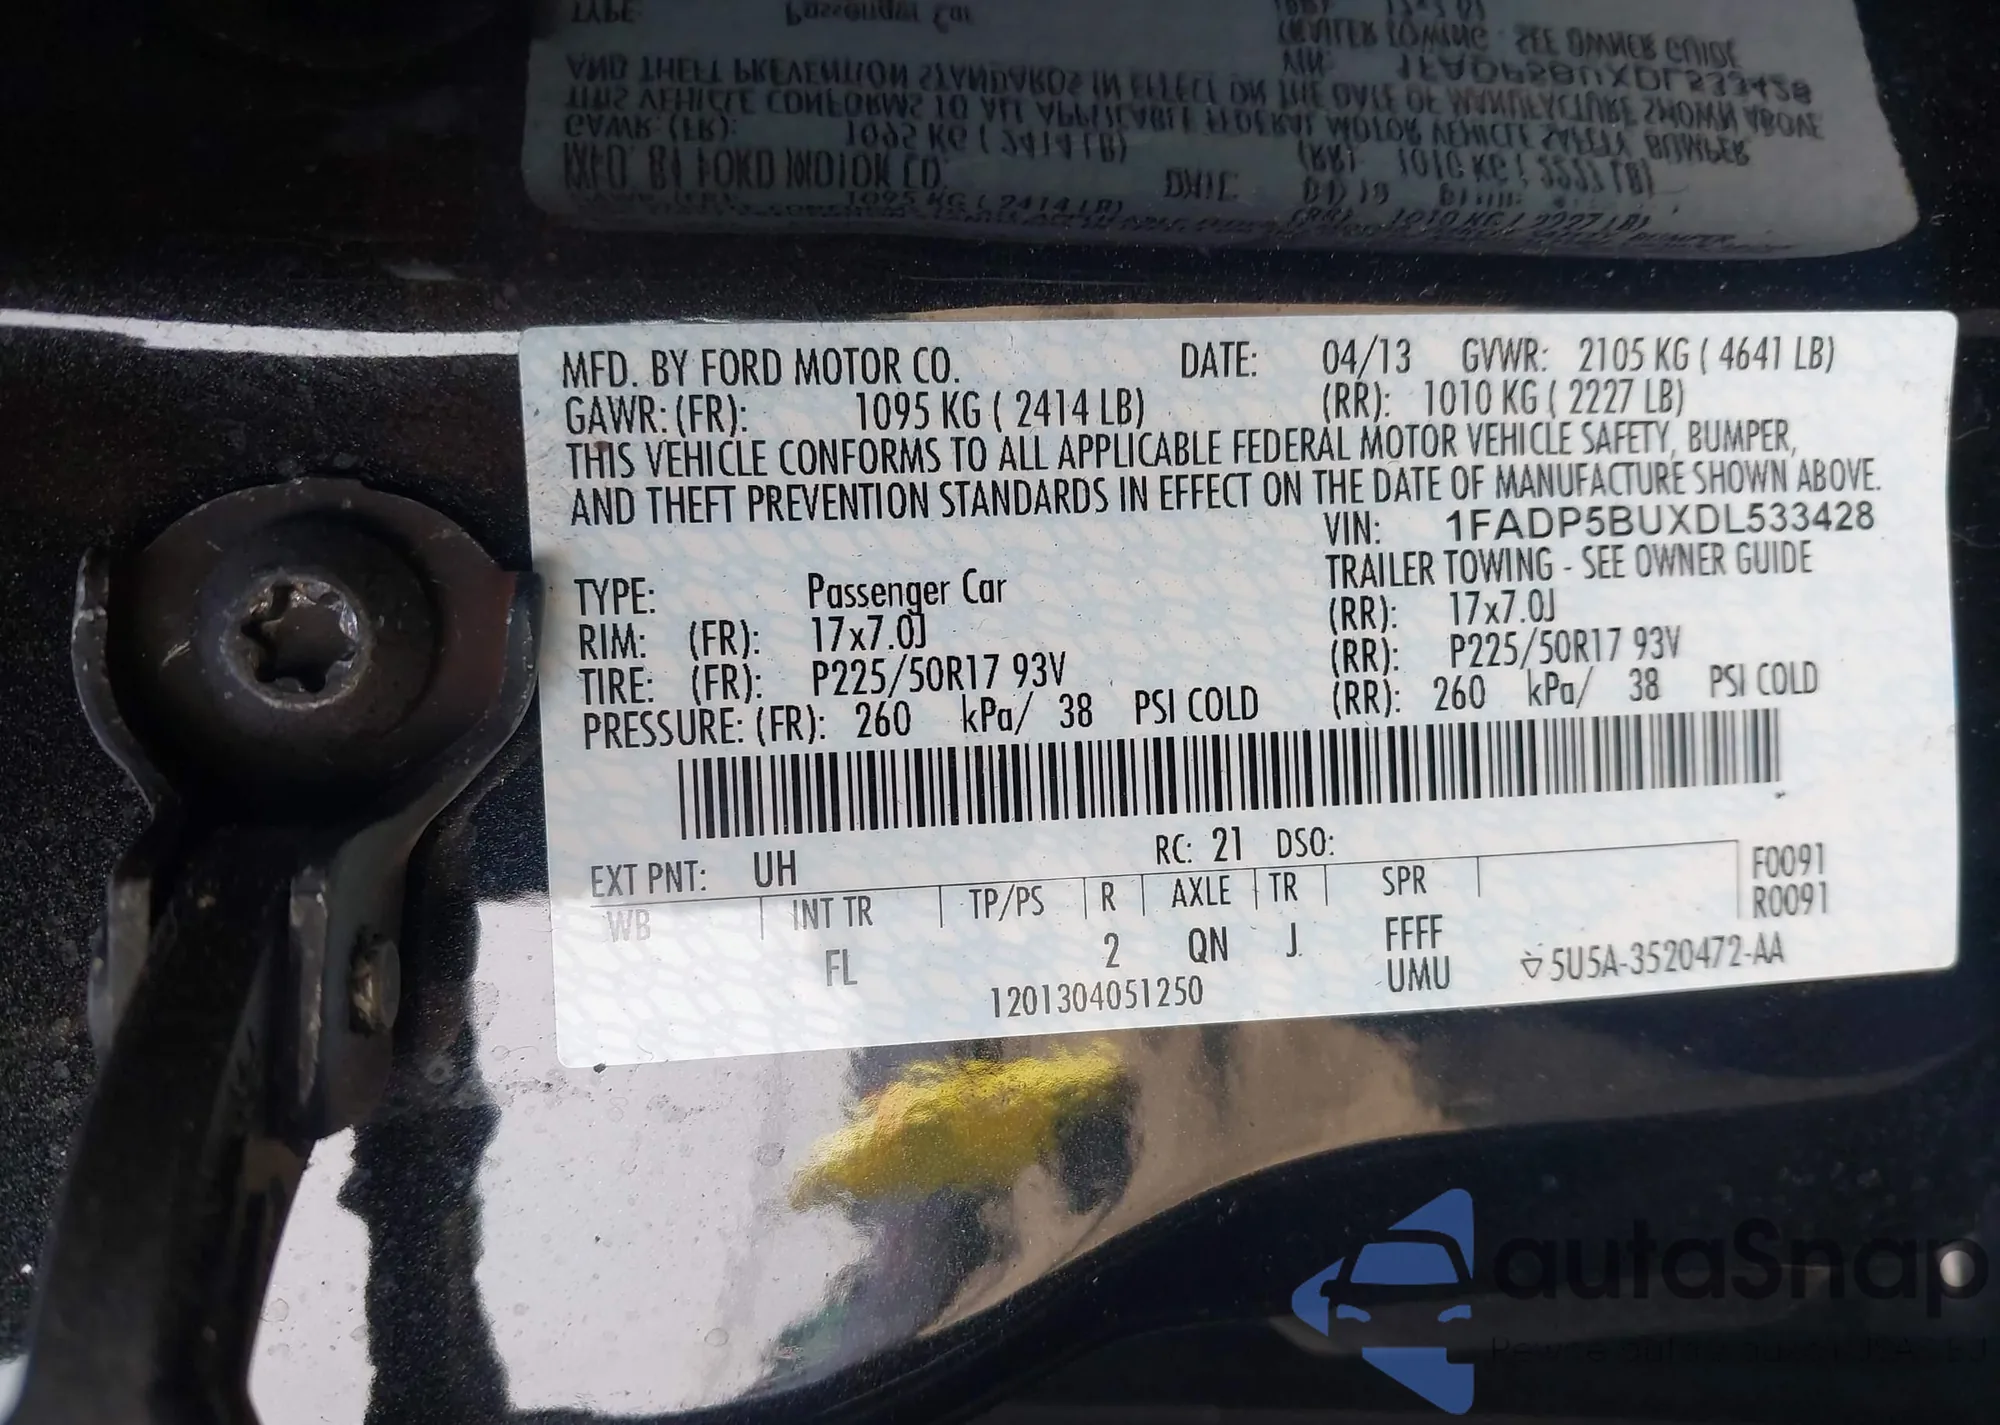 MFD. BY FORD MOTOR CO. DATE: 04/13 GVWR: 2105 KG ( 4641 LB)
GAWR: (FR): 1095 KG ( 2414 LB) (RR): 1010 KG ( 2227 LB)
THIS VEHICLE CONFORMS TO ALL APPLICABLE FEDERAL MOTOR VEHICLE SAFETY, BUMPER,
AND THEFT PREVENTION STANDARDS IN EFFECT ON THE DATE OF MANUFACTURE SHOWN ABOVE.
VIN: 1FADP5BUXDL533428
TYPE: Passenger Car TRAILER TOWING - SEE OWNER GUIDE
RIM: (FR): 17x7.0J (RR): 17x7.0J
TIRE: (FR): P225/50R17 93V (RR): P225/50R17 93V
PRESSURE: (FR): 260 kPa/ 38 PSI COLD (RR): 260 kPa/ 38 PSI COLD
EXT PNT: UH RC: 21 DSO:
WB INT TR TP/PS R AXLE TR SPR F0091
R0091
FL 2 QN J FFFF
UMU 5U5A-3520472-AA
1201304051250
autaSnap